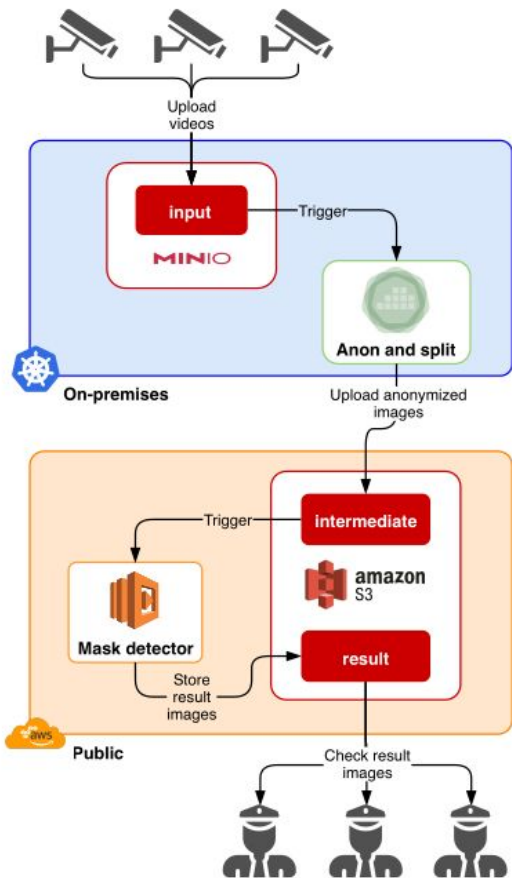 Upload
videos
input
Trigger
MINIO
Anon and split
On-premises
Upload anonymized
images
Trigger
intermediate
amazon
S3
Mask detector
result
Store
result
images
aws
Public
Check result
images